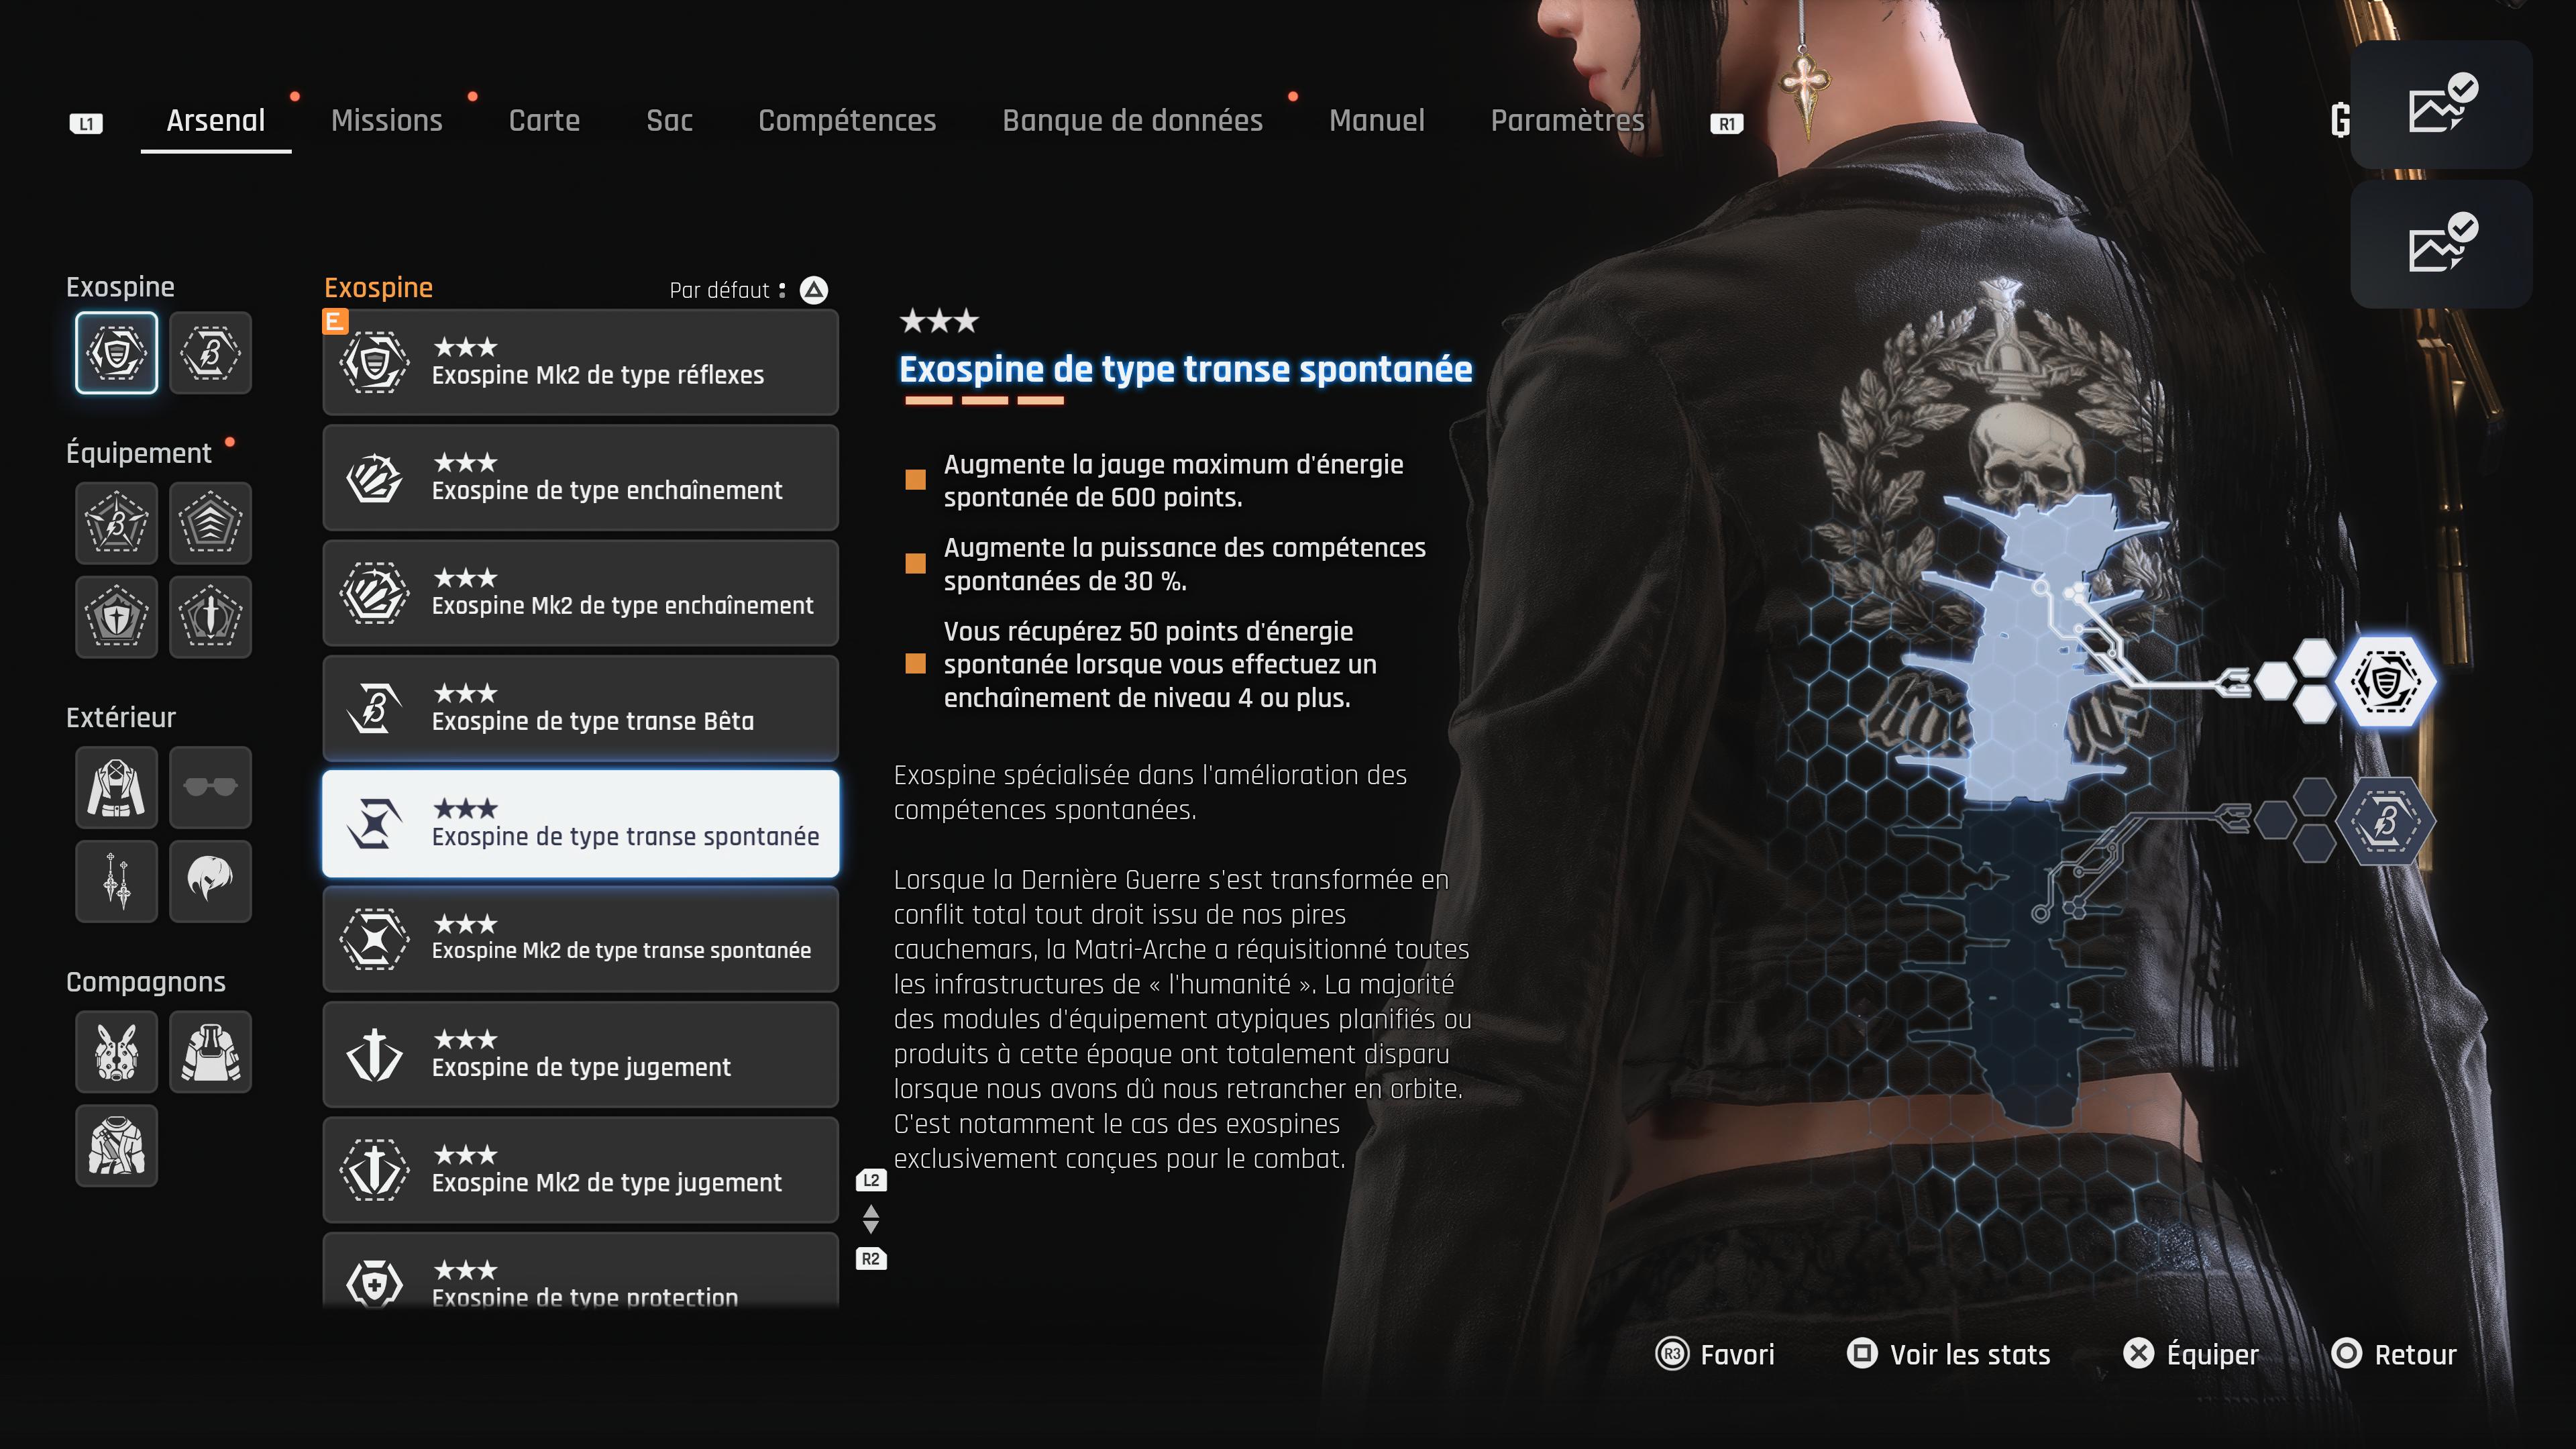 L1
Arsenal
Missions
Carte
Sac
Compétences
Banque de données
Manuel
Paramètres
R1
G
Exospine
Équipement
Extérieur
Compagnons
Exospine
Par défaut :
E
★★★
Exospine Mk2 de type réflexes
★★★
Exospine de type enchaînement
★★★
Exospine Mk2 de type enchaînement
★★★
Exospine de type transe Bêta
★★★
Exospine de type transe spontanée
★★★
Exospine Mk2 de type transe spontanée
★★★
Exospine de type jugement
★★★
Exospine Mk2 de type jugement
★★★
Exospine de type protection
L2
R2
★★★
Exospine de type transe spontanée
Augmente la jauge maximum d'énergie
spontanée de 600 points.
Augmente la puissance des compétences
spontanées de 30 %.
Vous récupérez 50 points d'énergie
spontanée lorsque vous effectuez un
enchaînement de niveau 4 ou plus.
Exospine spécialisée dans l'amélioration des
compétences spontanées.
Lorsque la Dernière Guerre s'est transformée en
conflit total tout droit issu de nos pires
cauchemars, la Matri-Arche a réquisitionné toutes
les infrastructures de « l'humanité ». La majorité
des modules d'équipement atypiques planifiés ou
produits à cette époque ont totalement disparu
lorsque nous avons dû nous retrancher en orbite.
C'est notamment le cas des exospines
exclusivement conçues pour le combat.
R3 Favori
Voir les stats
Équiper
Retour